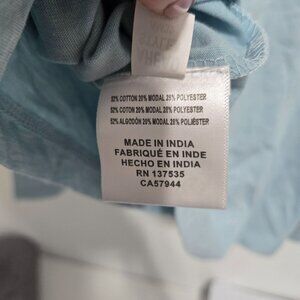 52% COTTON 20% MODAL 28% POLYESTER
52% COTON 20% MODAL 28% POLYESTER
52% ALGODÓN 20% MODAL 28% POLIÉSTER
MADE IN INDIA
FABRIQUÉ EN INDE
HECHO EN INDIA
RN 137535
CA57944